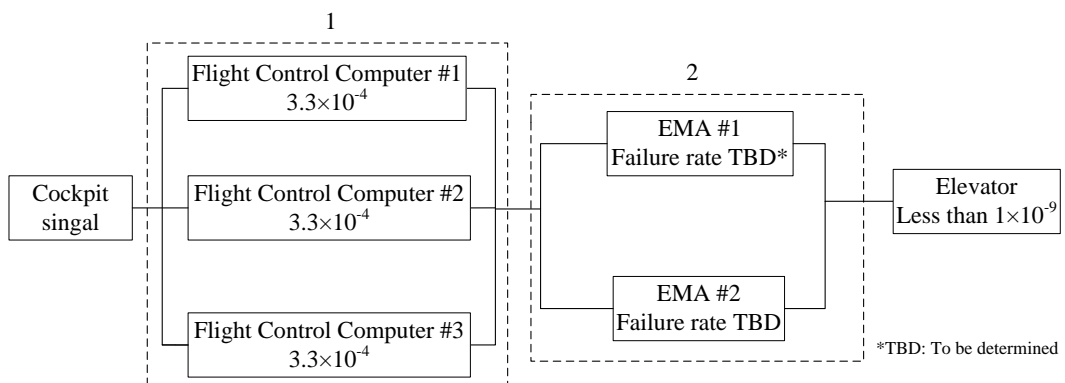 1
Flight Control Computer #1
3.3×10⁻⁴
2
EMA #1
Failure rate TBD*
Cockpit
singal
Flight Control Computer #2
3.3×10⁻⁴
Elevator
Less than 1×10⁻⁹
EMA #2
Failure rate TBD
Flight Control Computer #3
3.3×10⁻⁴
*TBD: To be determined